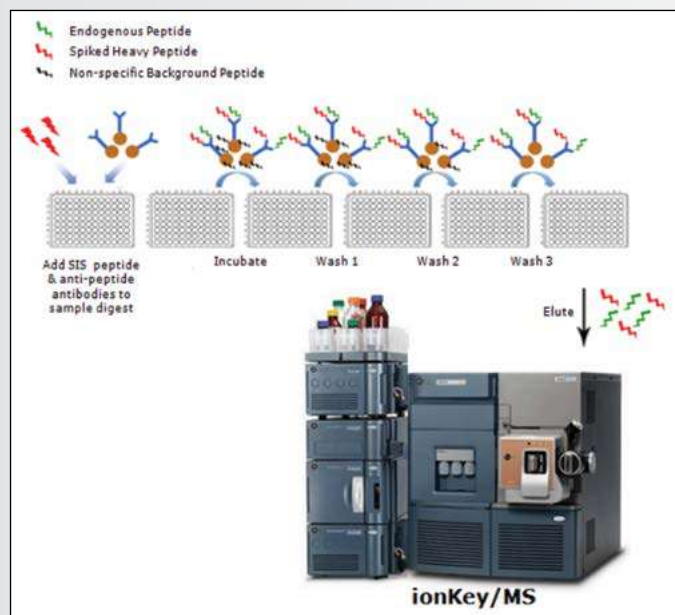 Endogenous Peptide
Spiked Heavy Peptide
Non-specific Background Peptide
Add SIS peptide
& anti-peptide
antibodies to
sample digest
Incubate
Wash 1
Wash 2
Wash 3
Elute
ionKey/MS